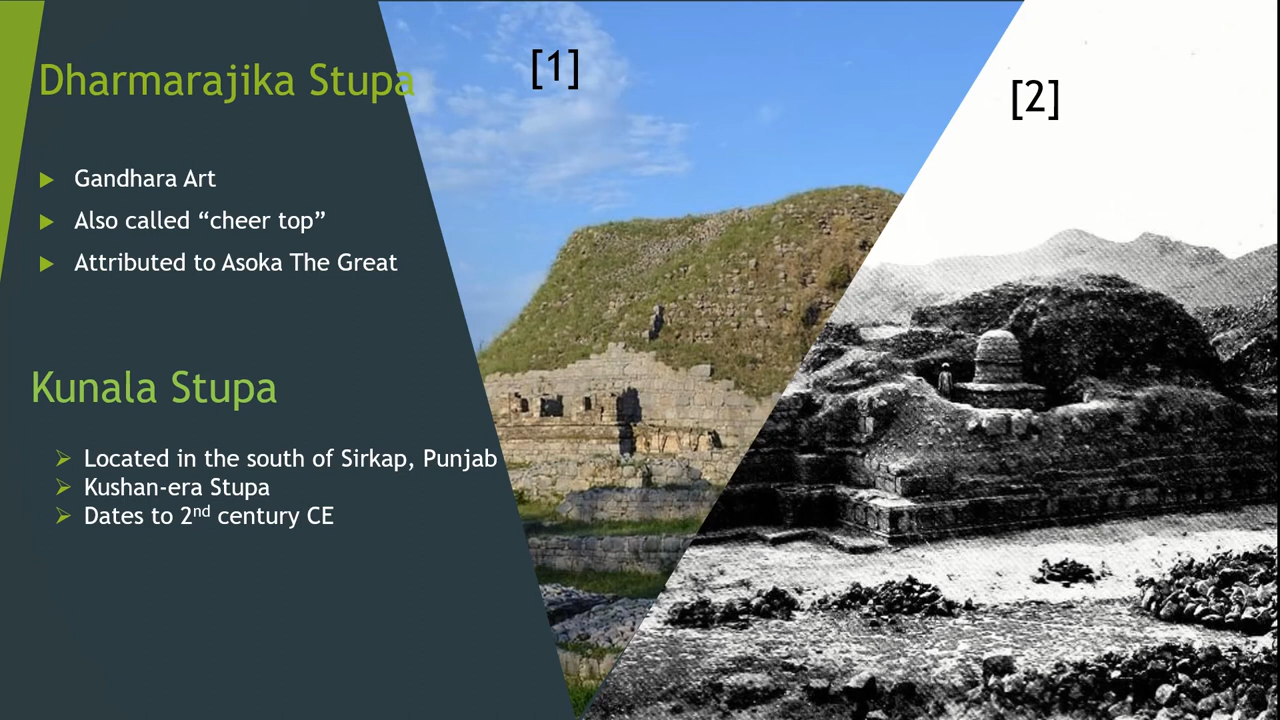 Dharmarajika Stupa
Gandhara Art
Also called “cheer top”
Attributed to Asoka The Great
Kunala Stupa
Located in the south of Sirkap, Punjab
Kushan-era Stupa
Dates to 2nd century CE
[1]
[2]